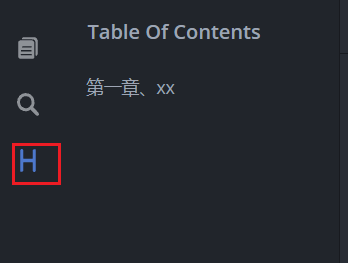 Table Of Contents
第一章、xx
H